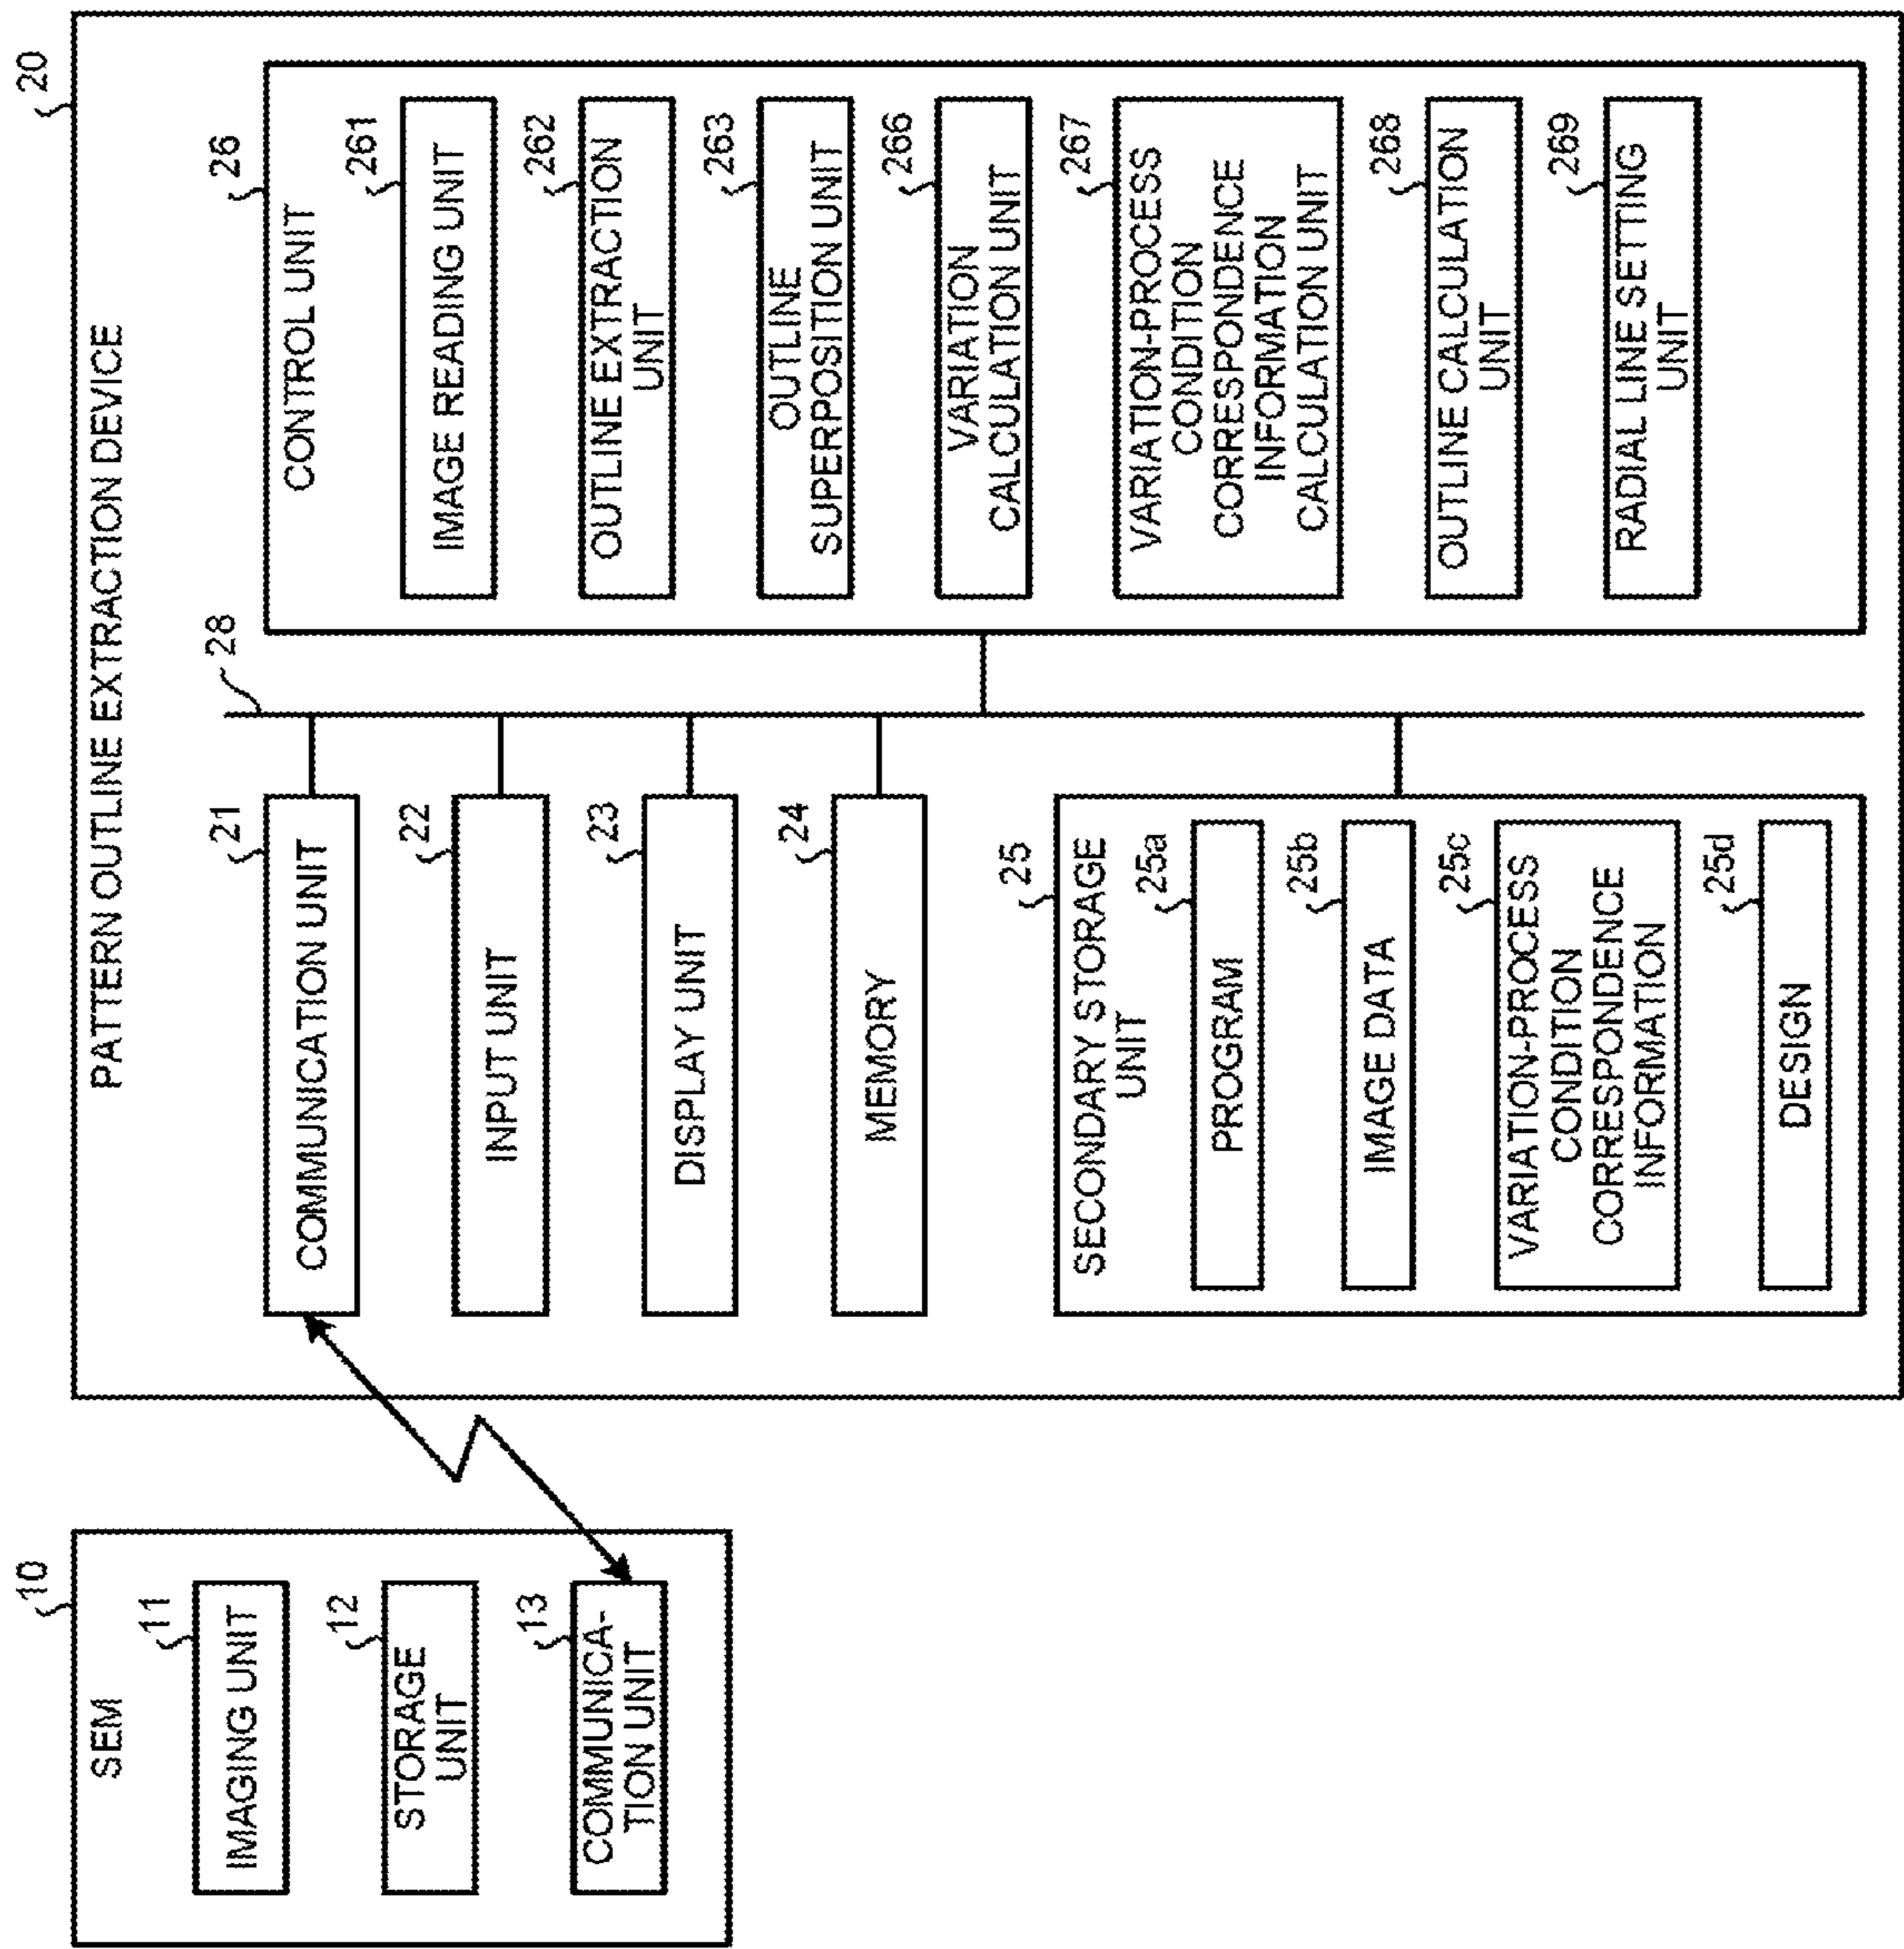 10
SEM
11
IMAGING UNIT
12
STORAGE
UNIT
13
COMMUNICA-
TION UNIT
20
PATTERN OUTLINE EXTRACTION DEVICE
21
COMMUNICATION UNIT
22
INPUT UNIT
23
DISPLAY UNIT
24
MEMORY
25
SECONDARY STORAGE
UNIT
25a
PROGRAM
25b
IMAGE DATA
25c
VARIATION-PROCESS
CONDITION
CORRESPONDENCE
INFORMATION
25d
DESIGN
28
26
CONTROL UNIT
261
IMAGE READING UNIT
262
OUTLINE EXTRACTION
UNIT
263
OUTLINE
SUPERPOSITION UNIT
266
VARIATION
CALCULATION UNIT
267
VARIATION-PROCESS
CONDITION
CORRESPONDENCE
INFORMATION
CALCULATION UNIT
268
OUTLINE CALCULATION
UNIT
269
RADIAL LINE SETTING
UNIT